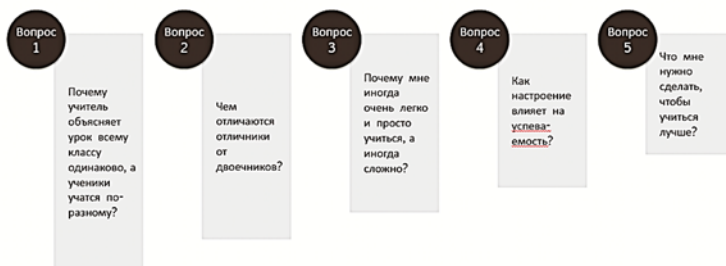 Вопрос
1
Почему
учитель
объясняет
урок всему
классу
одинаково, а
ученики
учатся по-
разному?
Вопрос
2
Чем
отличаются
отличники
от
двоечников?
Вопрос
3
Почему мне
иногда
очень легко
и просто
учиться, а
иногда
сложно?
Вопрос
4
Как
настроение
влияет на
успева-
емость?
Вопрос
5
Что мне
нужно
сделать,
чтобы
учиться
лучше?